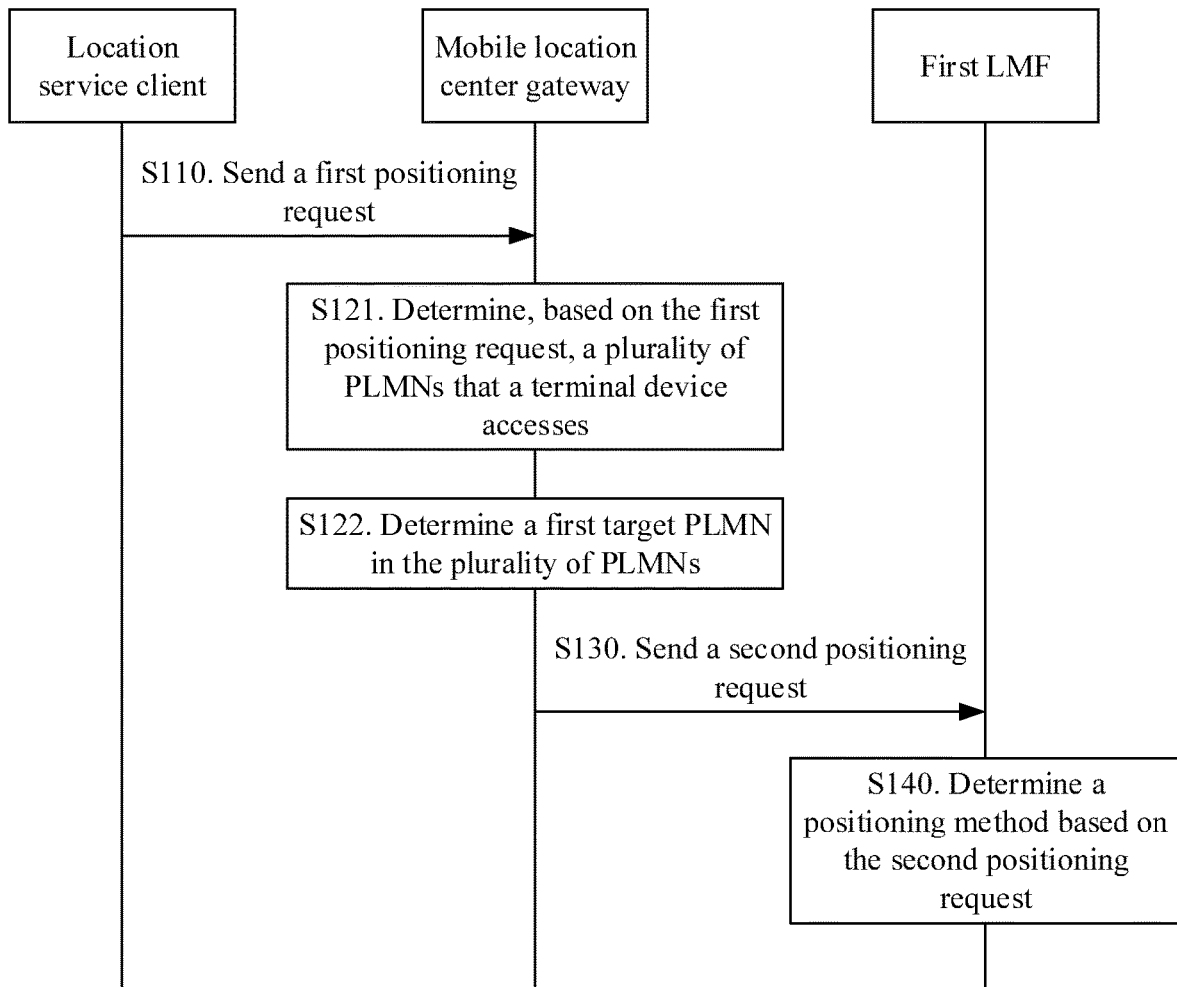 Location
service client
Mobile location
center gateway
First LMF
S110. Send a first positioning
request
S121. Determine, based on the first
positioning request, a plurality of
PLMNs that a terminal device
accesses
S122. Determine a first target PLMN
in the plurality of PLMNs
S130. Send a second positioning
request
S140. Determine a
positioning method based on
the second positioning
request